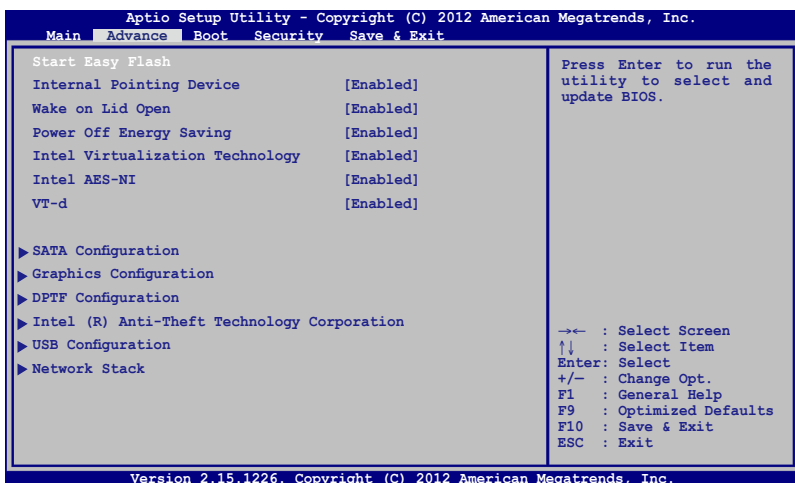 Aptio Setup Utility - Copyright (C) 2012 American Megatrends, Inc.
Main Advance Boot Security Save & Exit
Start Easy Flash
Internal Pointing Device [Enabled]
Wake on Lid Open [Enabled]
Power Off Energy Saving [Enabled]
Intel Virtualization Technology [Enabled]
Intel AES-NI [Enabled]
VT-d [Enabled]
▶ SATA Configuration
▶ Graphics Configuration
▶ DPTF Configuration
▶ Intel (R) Anti-Theft Technology Corporation
▶ USB Configuration
▶ Network Stack
Press Enter to run the
utility to select and
update BIOS.
→← : Select Screen
↑↓ : Select Item
Enter: Select
+/— : Change Opt.
F1 : General Help
F9 : Optimized Defaults
F10 : Save & Exit
ESC : Exit
Version 2.15.1226. Copyright (C) 2012 American Megatrends, Inc.